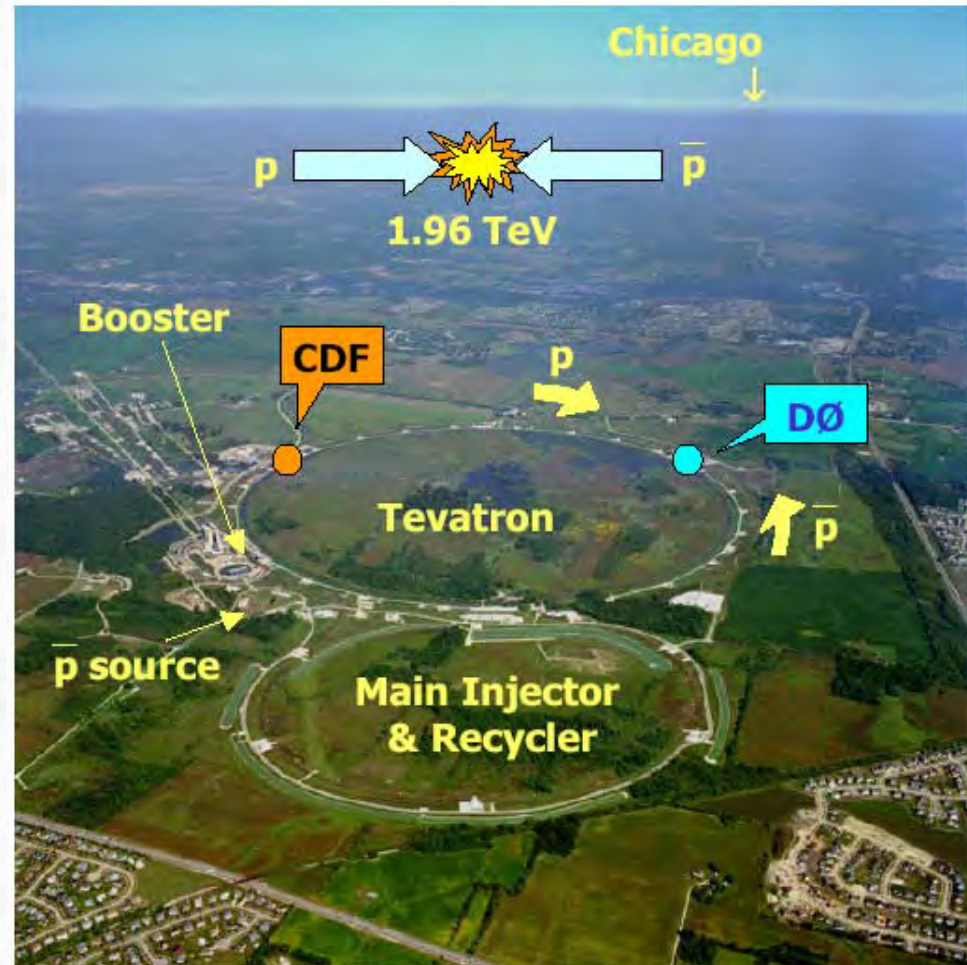 Chicago
↓
p p̄
1.96 TeV
Booster
CDF
p
DØ
Tevatron
p̄
p̄ source
Main Injector
& Recycler